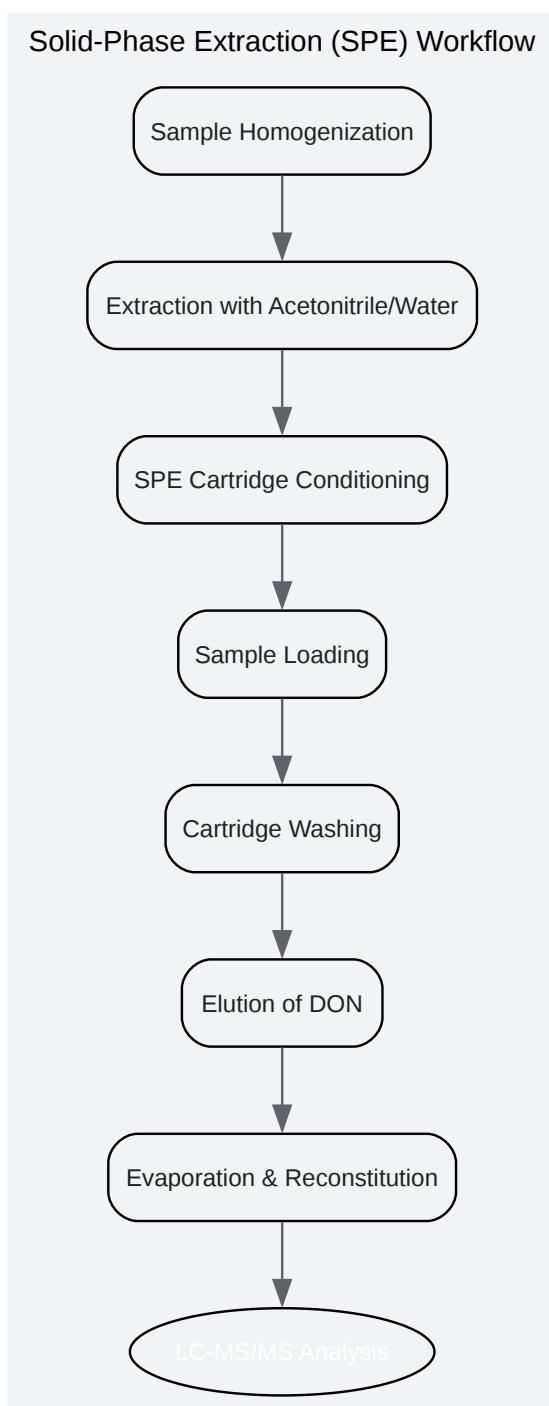 Solid-Phase Extraction (SPE) Workflow
Sample Homogenization
Extraction with Acetonitrile/Water
SPE Cartridge Conditioning
Sample Loading
Cartridge Washing
Elution of DON
Evaporation & Reconstitution
LC-MS/MS Analysis